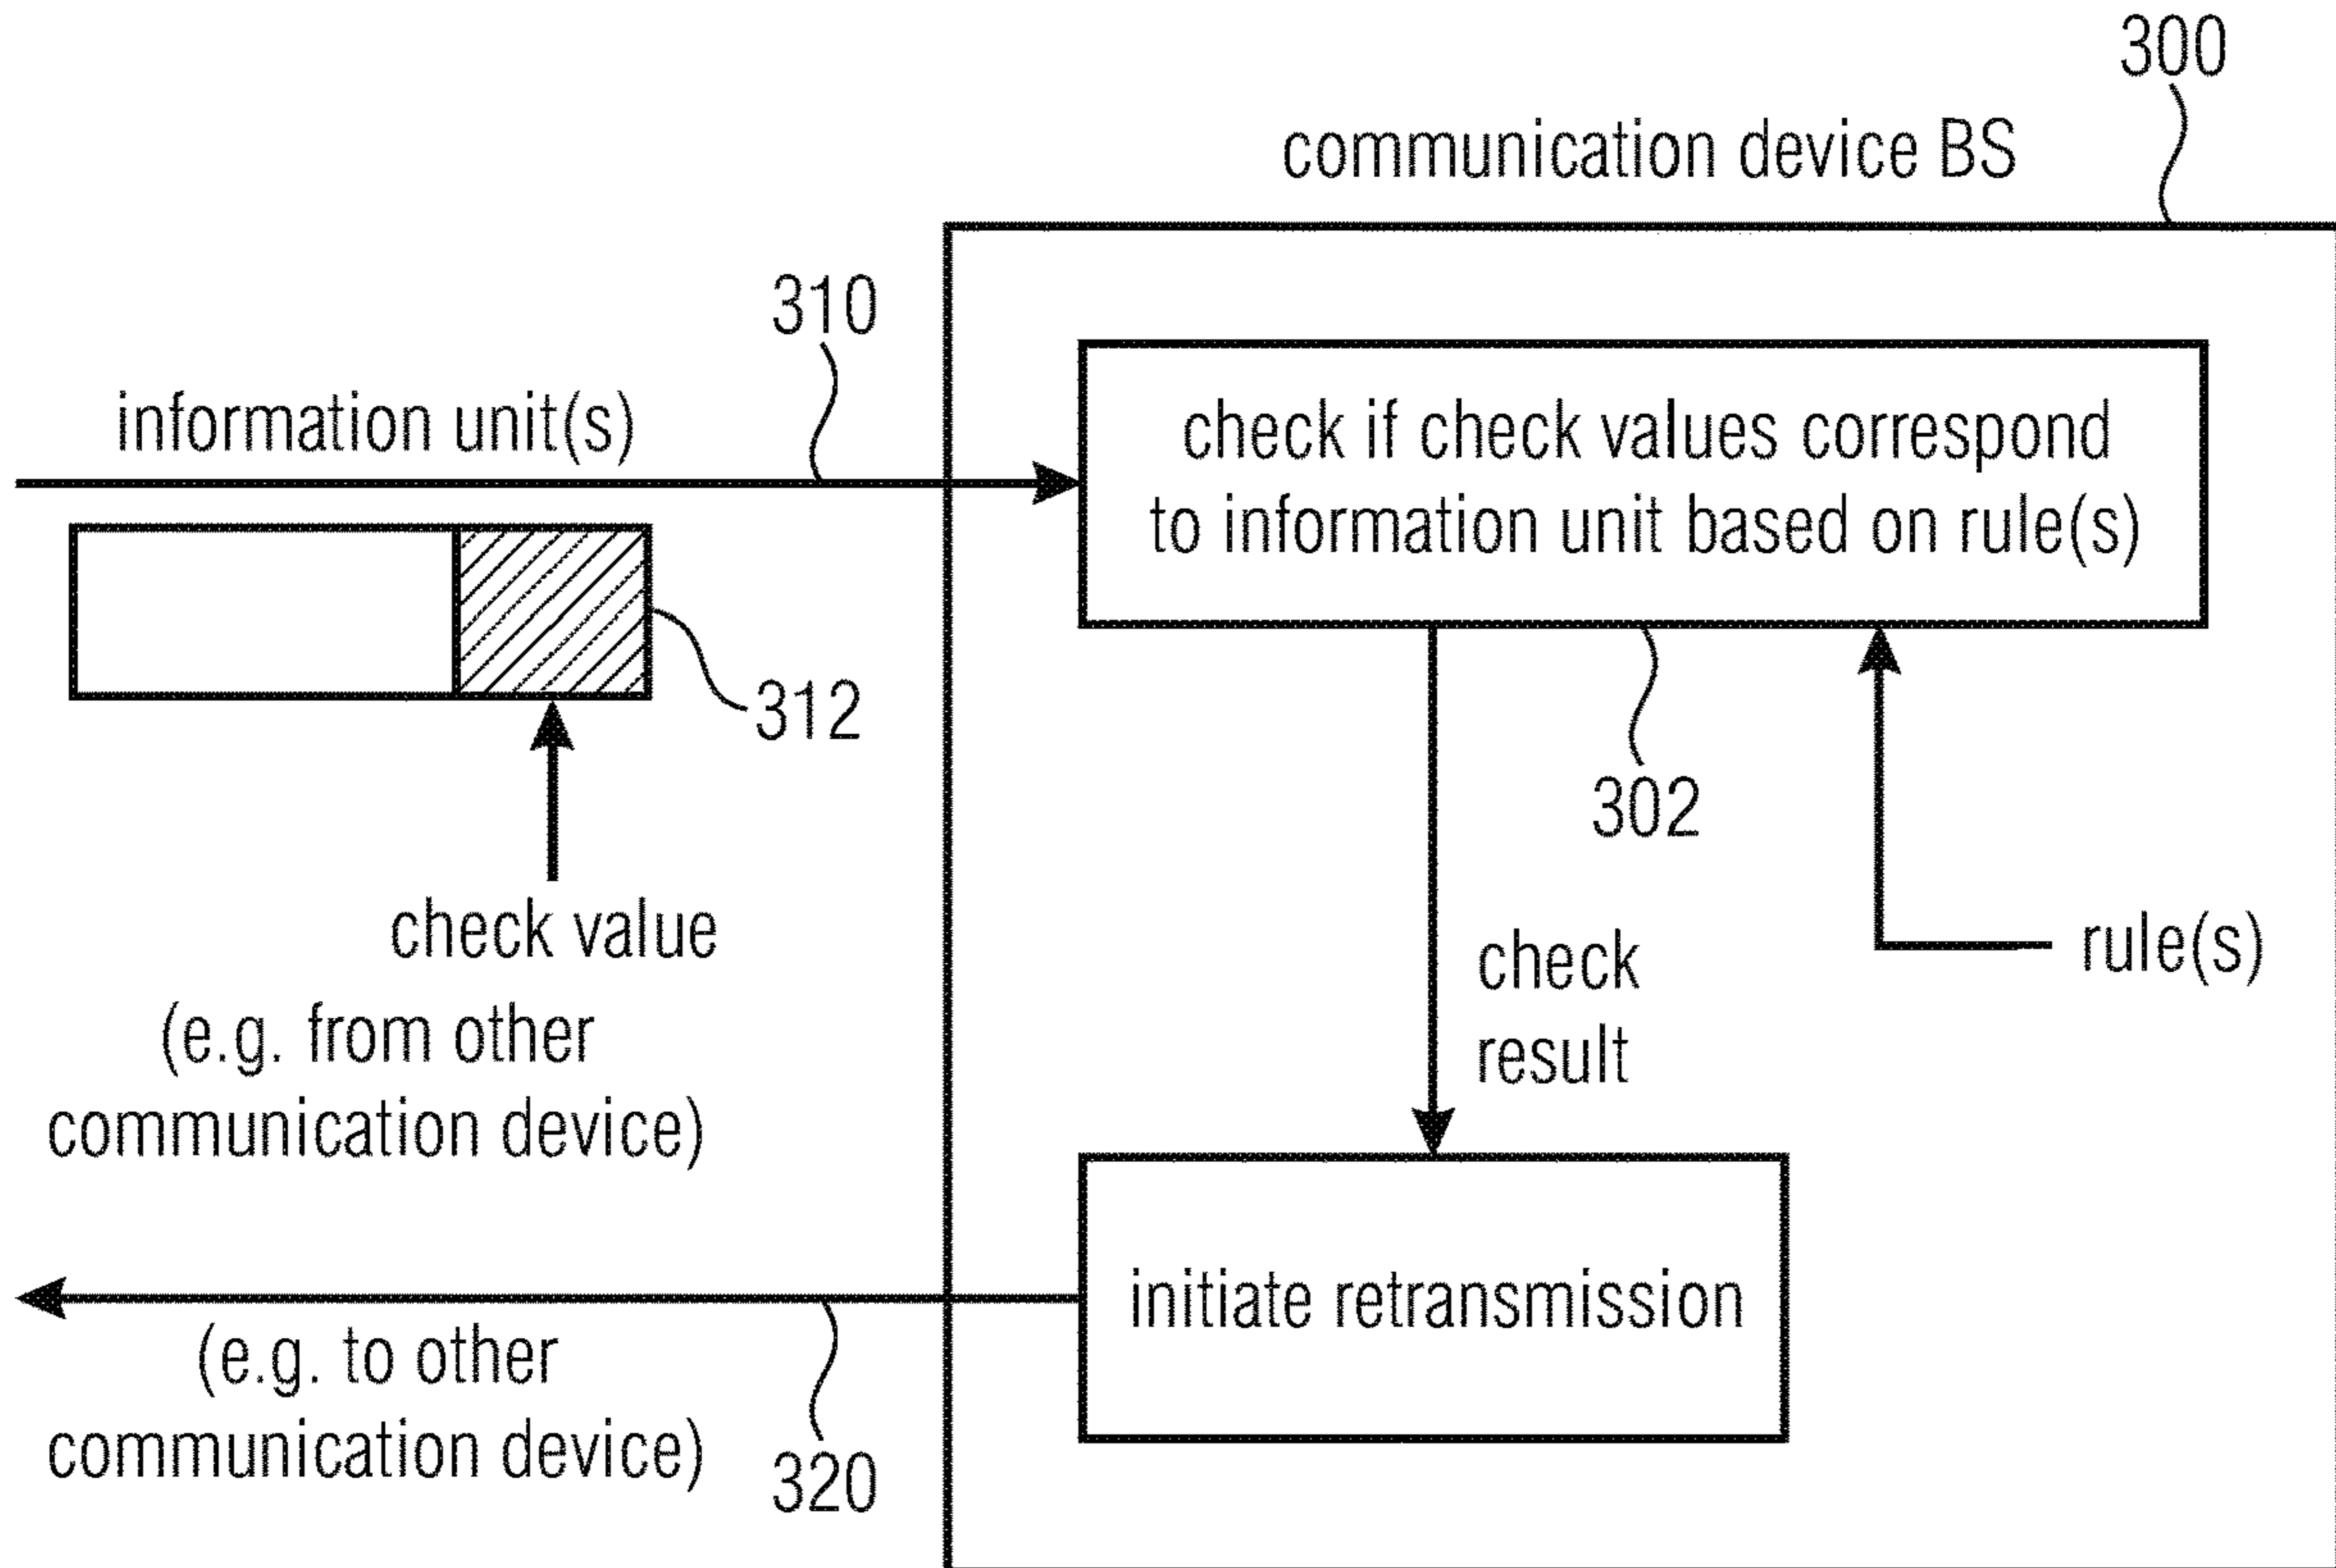 300
communication device BS
310
information unit(s)
check if check values correspond
to information unit based on rule(s)
312
302
check value
(e.g. from other
communication device)
check
result
rule(s)
initiate retransmission
(e.g. to other
communication device)
320